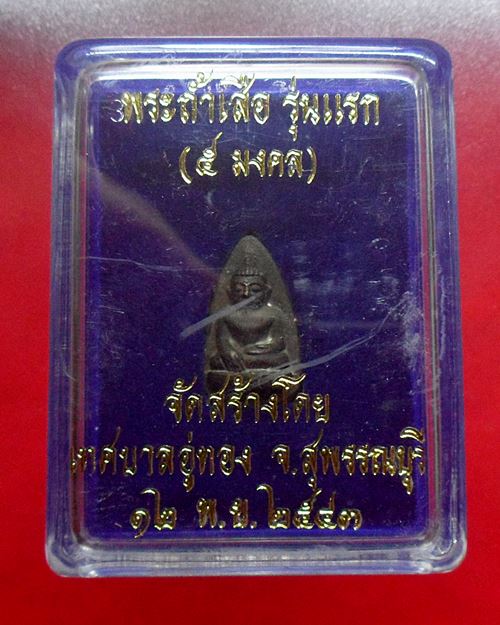 พระถ้ำเสือ รุ่นแรก
(๕ มงคล)
จัดสร้างโดย
เทศบาลอู่ทอง จ.สุพรรณบุรี
๑๒ พ.ย.๒๕๔๓